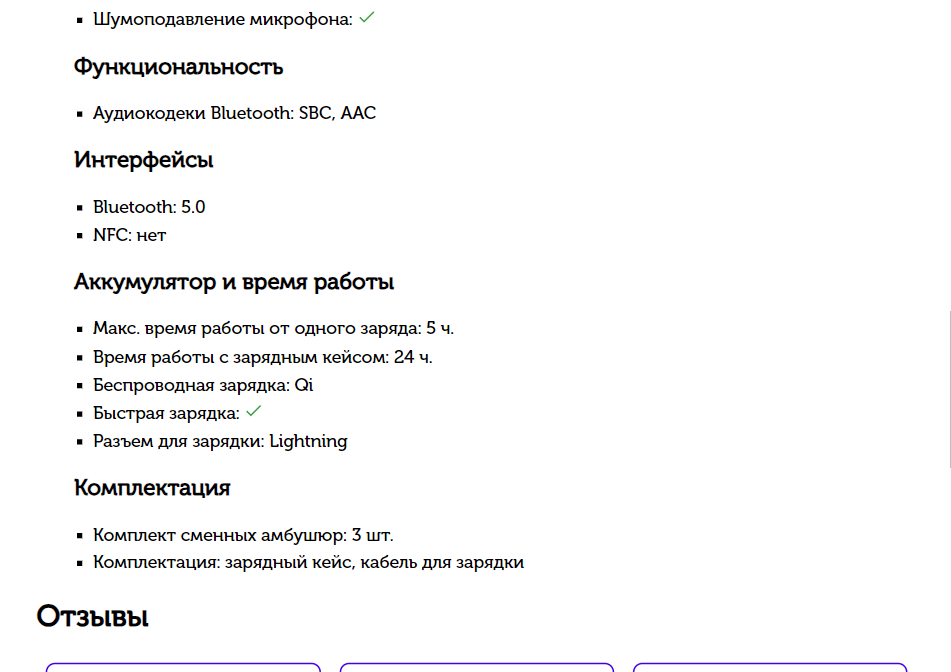 Шумоподавление микрофона: ✓
Функциональность
Аудиокодеки Bluetooth: SBC, AAC
Интерфейсы
Bluetooth: 5.0
NFC: нет
Аккумулятор и время работы
Макс. время работы от одного заряда: 5 ч.
Время работы с зарядным кейсом: 24 ч.
Беспроводная зарядка: Qi
Быстрая зарядка: ✓
Разъем для зарядки: Lightning
Комплектация
Комплект сменных амбушюр: 3 шт.
Комплектация: зарядный кейс, кабель для зарядки
Отзывы